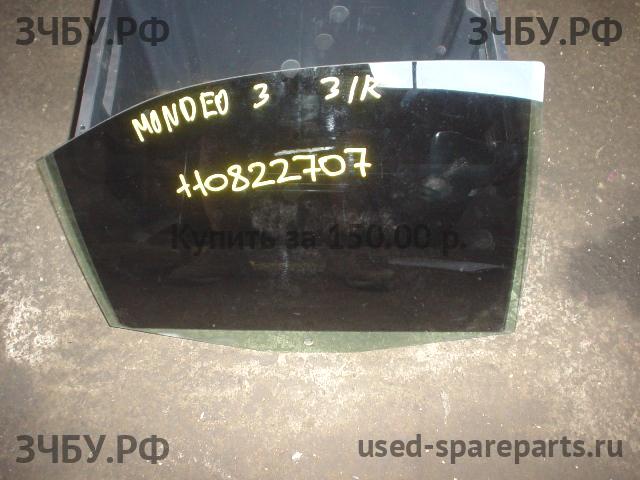 ЗЧБУ.РФ ЗЧБУ.РФ
MONDEO 3 3/R
H0822707
Купить за 150.00 р.
ЗЧБУ.РФ used-spareparts.ru